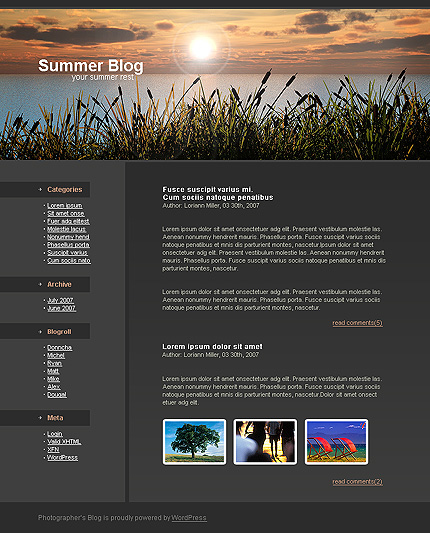 Summer Blog
your summer rest
Categories
Lorem ipsum
Sit amet onse
Fuer adg elitest
Molestie lacus
Nonummy hend
Phasellus porta
Suscipit varius
Cum sociis nato
Archive
July 2007
June 2007
Blogroll
Donncha
Michel
Ryan
Matt
Mike
Alex
Dougal
Meta
Login
Valid XHTML
XFN
WordPress
Fusce suscipit varius mi.
Cum sociis natoque penatibus
Author: Loriann Miller, 03 30th, 2007
Lorem ipsum dolor sit amet onsectetuer adg elit. Praesent vestibulum molestie las.
Aenean nonummy hendrerit mauris. Phasellus porta. Fusce suscipit varius sociis
natoque penatibus et mnis dis parturient montes, nascetur.Ipsum dolor sit amet
onsectetuer adg elit. Praesent vestibulum molestie las. Aenean nonummy hendrerit
mauris. Phasellus porta. Fusce suscipit varius sociis natoque penatibus et mnis dis
parturient montes, nascetur.
Lorem ipsum dolor sit amet onsectetuer adg elit. Praesent vestibulum molestie las.
Aenean nonummy hendrerit mauris. Phasellus porta. Fusce suscipit varius sociis
natoque penatibus et mnis dis parturient montes, nascetur.
read comments(5)
Lorem ipsum dolor sit amet
Author: Loriann Miller, 03 30th, 2007
Lorem ipsum dolor sit amet onsectetuer adg elit. Praesent vestibulum molestie las.
Aenean nonummy hendrerit mauris. Phasellus porta. Fusce suscipit varius sociis
natoque penatibus et mnis dis parturient montes, nascetur.Dolor sit amet onsect
etuer adg elit.
read comments(2)
Photographer's Blog is proudly powered by WordPress